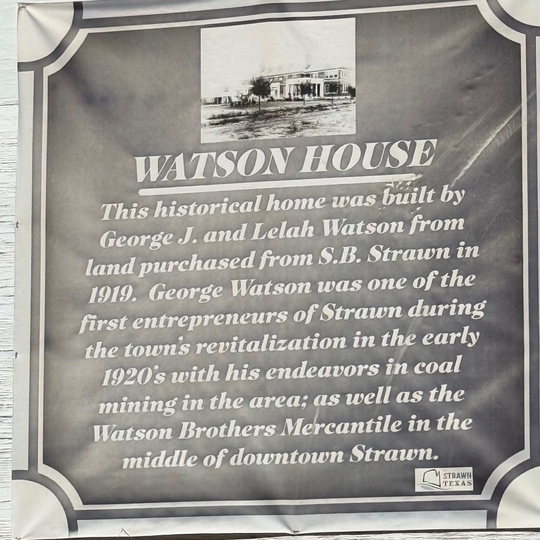 WATSON HOUSE
This historical home was built by
George J. and Lelah Watson from
land purchased from S.B. Strawn in
1919. George Watson was one of the
first entrepreneurs of Strawn during
the town's revitalization in the early
1920's with his endeavors in coal
mining in the area; as well as the
Watson Brothers Mercantile in the
middle of downtown Strawn.
STRAWN
TEXAS